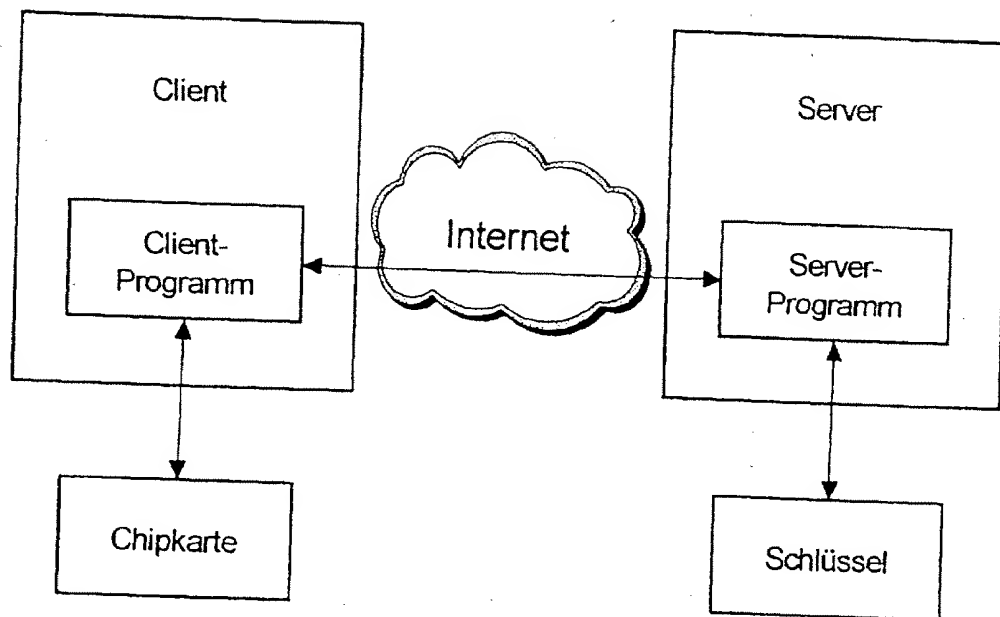 Client
Server
Client-
Programm
Internet
Server-
Programm
Chipkarte
Schlüssel